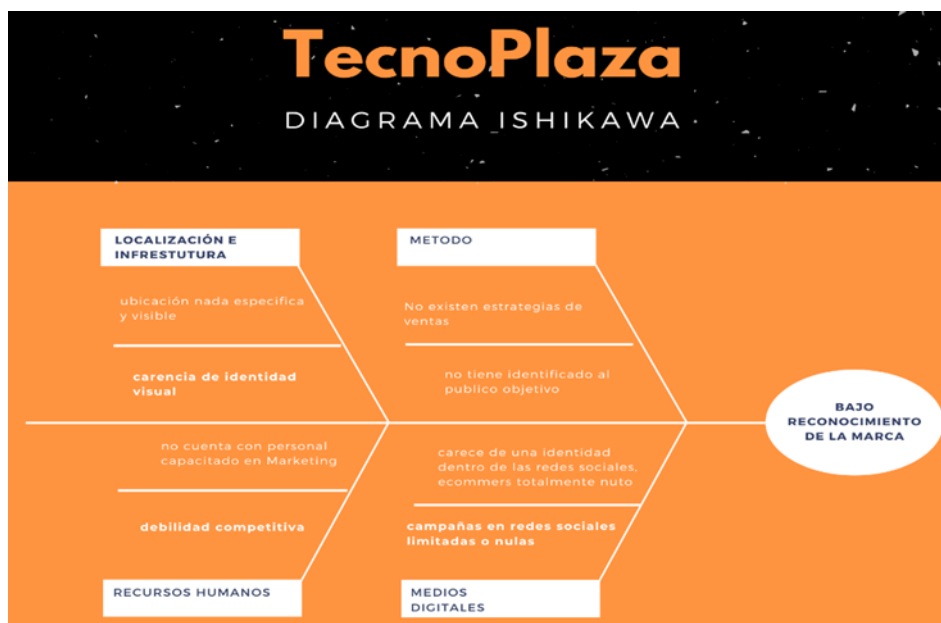 TecnoPlaza
DIAGRAMA ISHIKAWA
LOCALIZACIÓN E
INFRESTUTURA
METODO
ubicación nada especifica
y visible
No existen estrategias de
ventas
carencia de identidad
visual
no tiene identificado al
publico objetivo
BAJO
RECONOCIMIENTO
DE LA MARCA
no cuenta con personal
capacitado en Marketing
carece de una identidad
dentro de las redes sociales,
ecommers totalmente nuto
debilidad competitiva
campañas en redes sociales
limitadas o nulas
RECURSOS HUMANOS
MEDIOS
DIGITALES